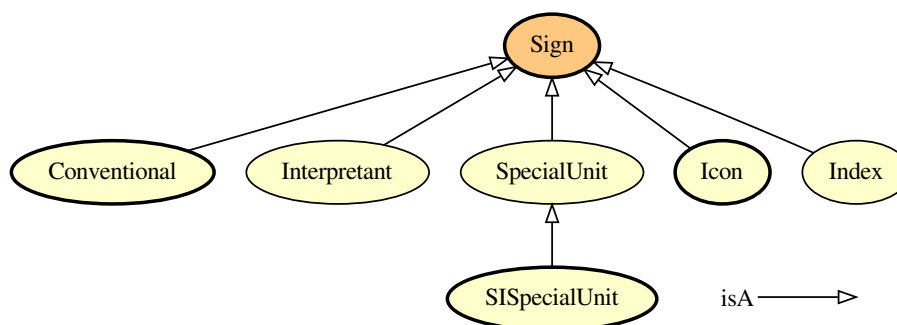 Sign
Conventional
Interpretant
SpecialUnit
Icon
Index
SISpecialUnit
isA